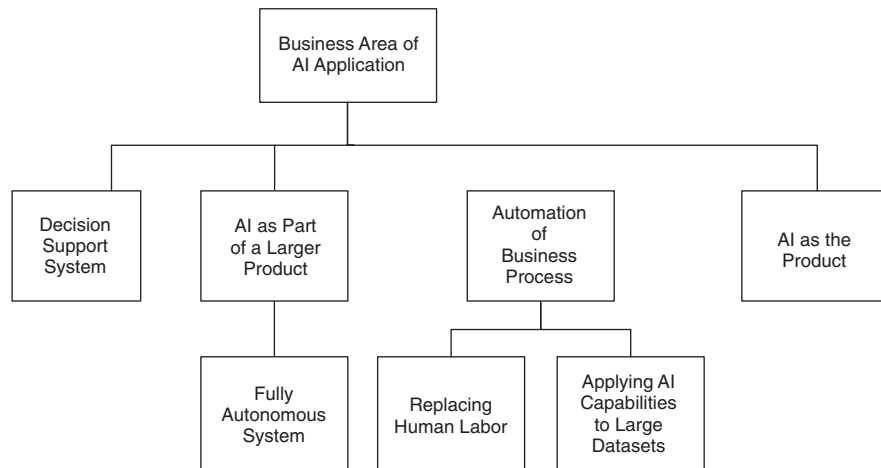 Business Area of
AI Application
Decision
Support
System
AI as Part
of a Larger
Product
Automation
of
Business
Process
AI as the
Product
Fully
Autonomous
System
Replacing
Human Labor
Applying AI
Capabilities
to Large
Datasets